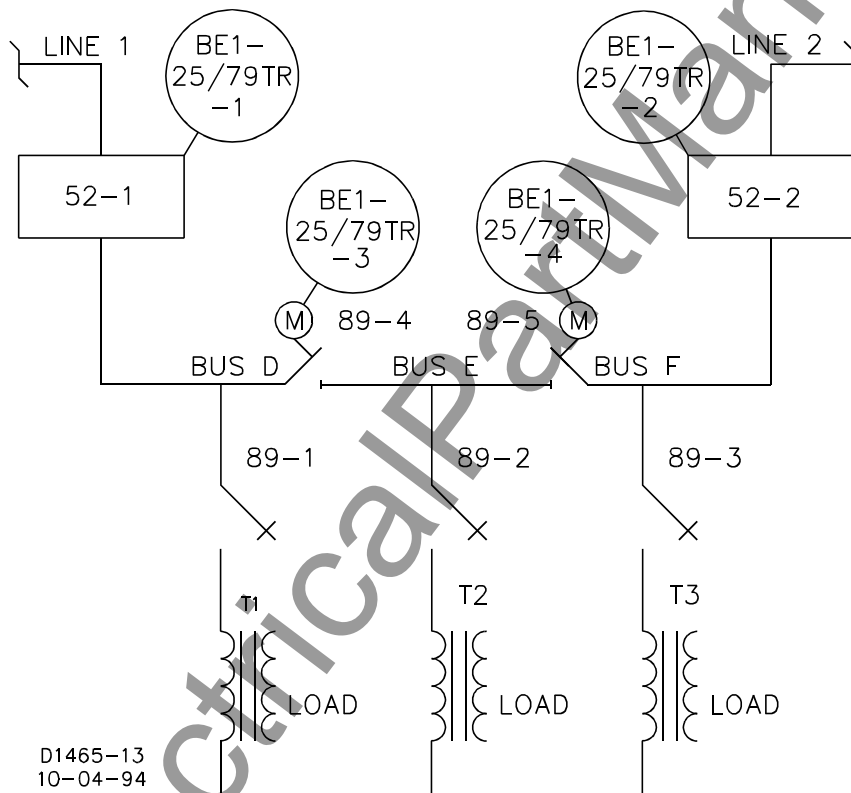 LINE 1
BE1-
25/79TR
-1
BE1-
25/79TR
-2
LINE 2
52-1
BE1-
25/79TR
-3
BE1-
25/79TR
-4
52-2
M
89-4
89-5
M
BUS D
BUS E
BUS F
89-1
89-2
89-3
T1
T2
T3
LOAD
LOAD
LOAD
D1465-13
10-04-94
ctricalPartMan